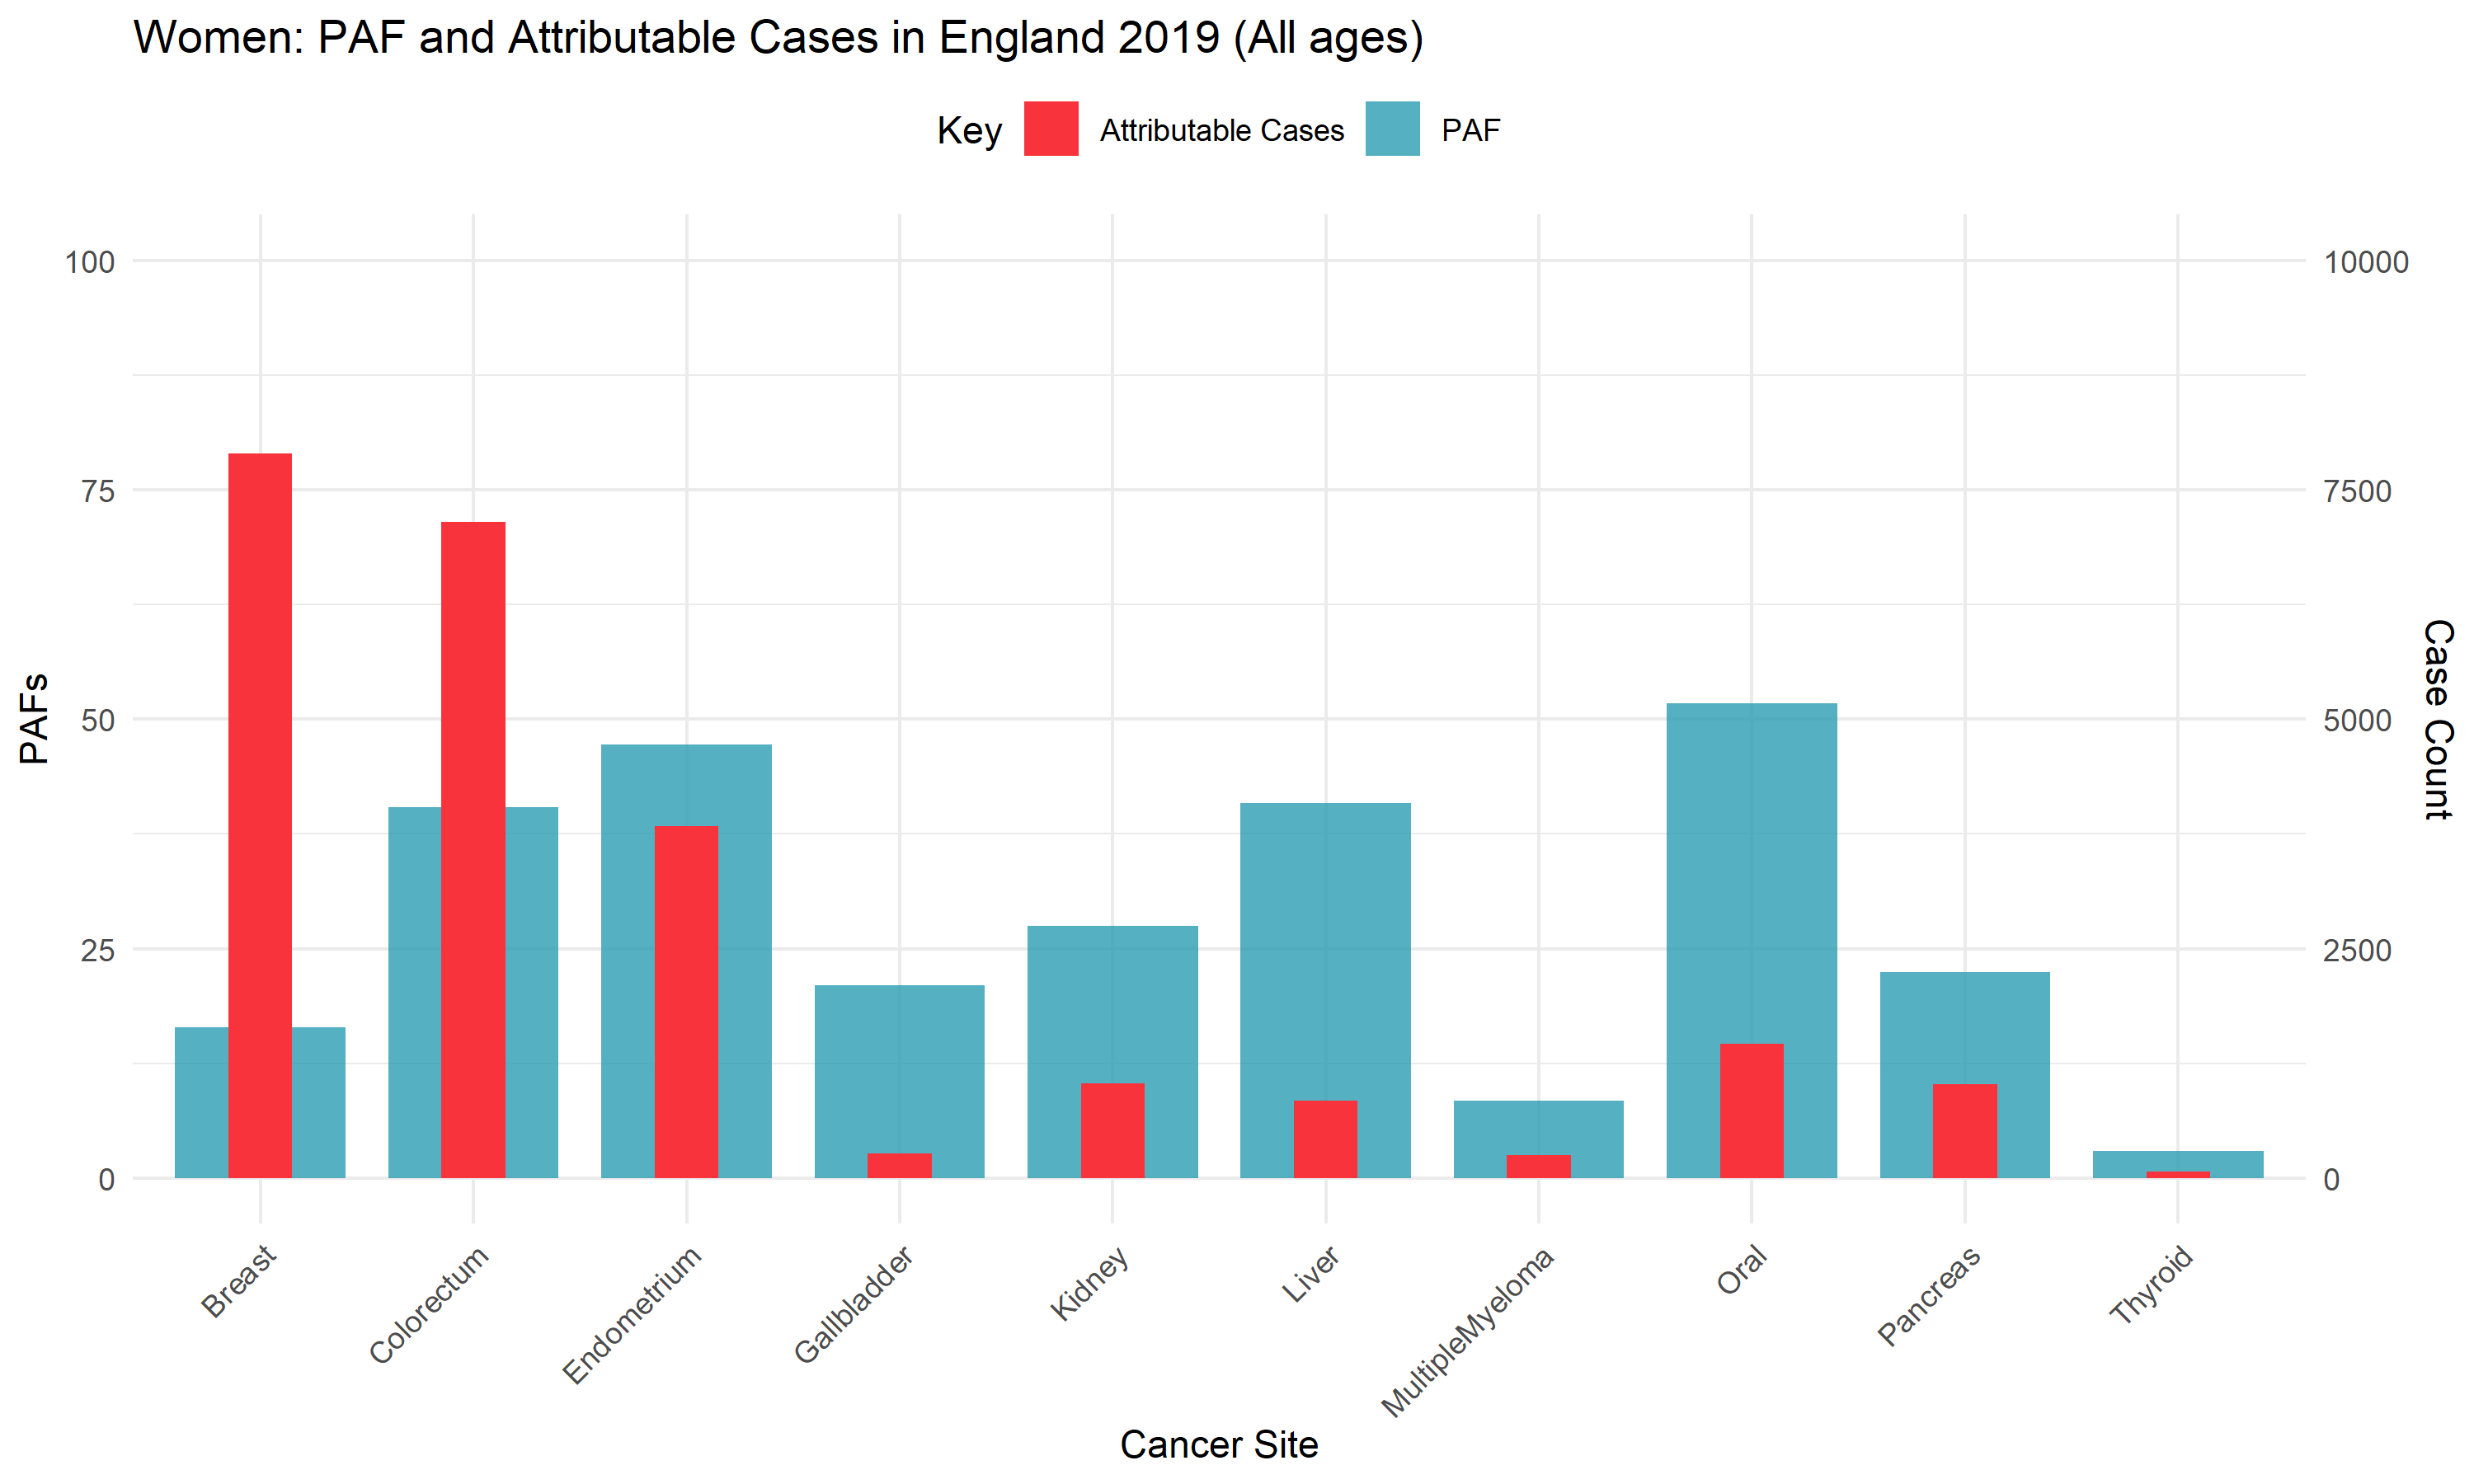 Women: PAF and Attributable Cases in England 2019 (All ages)
Key Attributable Cases PAF
100
75
50
25
0
PAFs
10000
7500
5000
2500
0
Case Count
Breast
Colorectum
Endometrium
Gallbladder
Kidney
Liver
MultipleMyeloma
Oral
Pancreas
Thyroid
Cancer Site